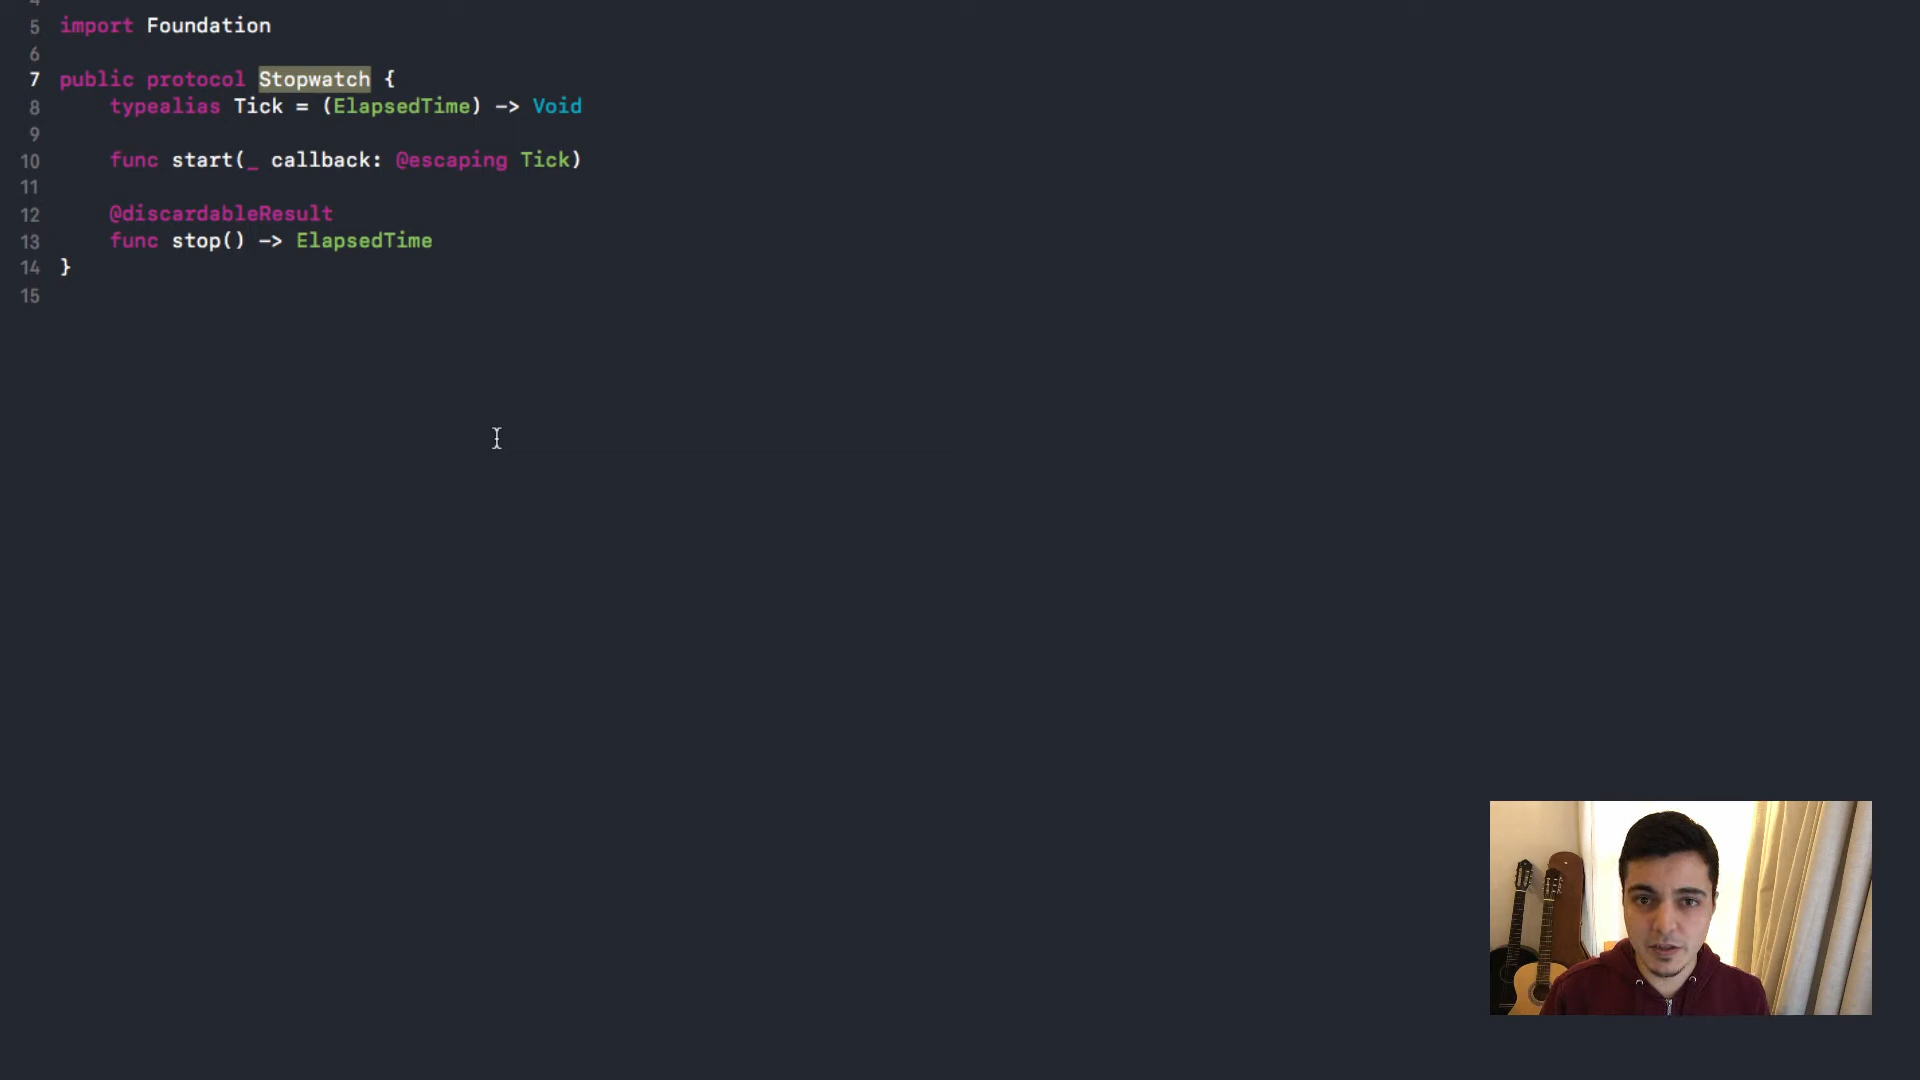 5 import Foundation
6
7 public protocol Stopwatch {
8 typealias Tick = (ElapsedTime) -> Void
9
10 func start(_ callback: @escaping Tick)
11
12 @discardableResult
13 func stop() -> ElapsedTime
14 }
15